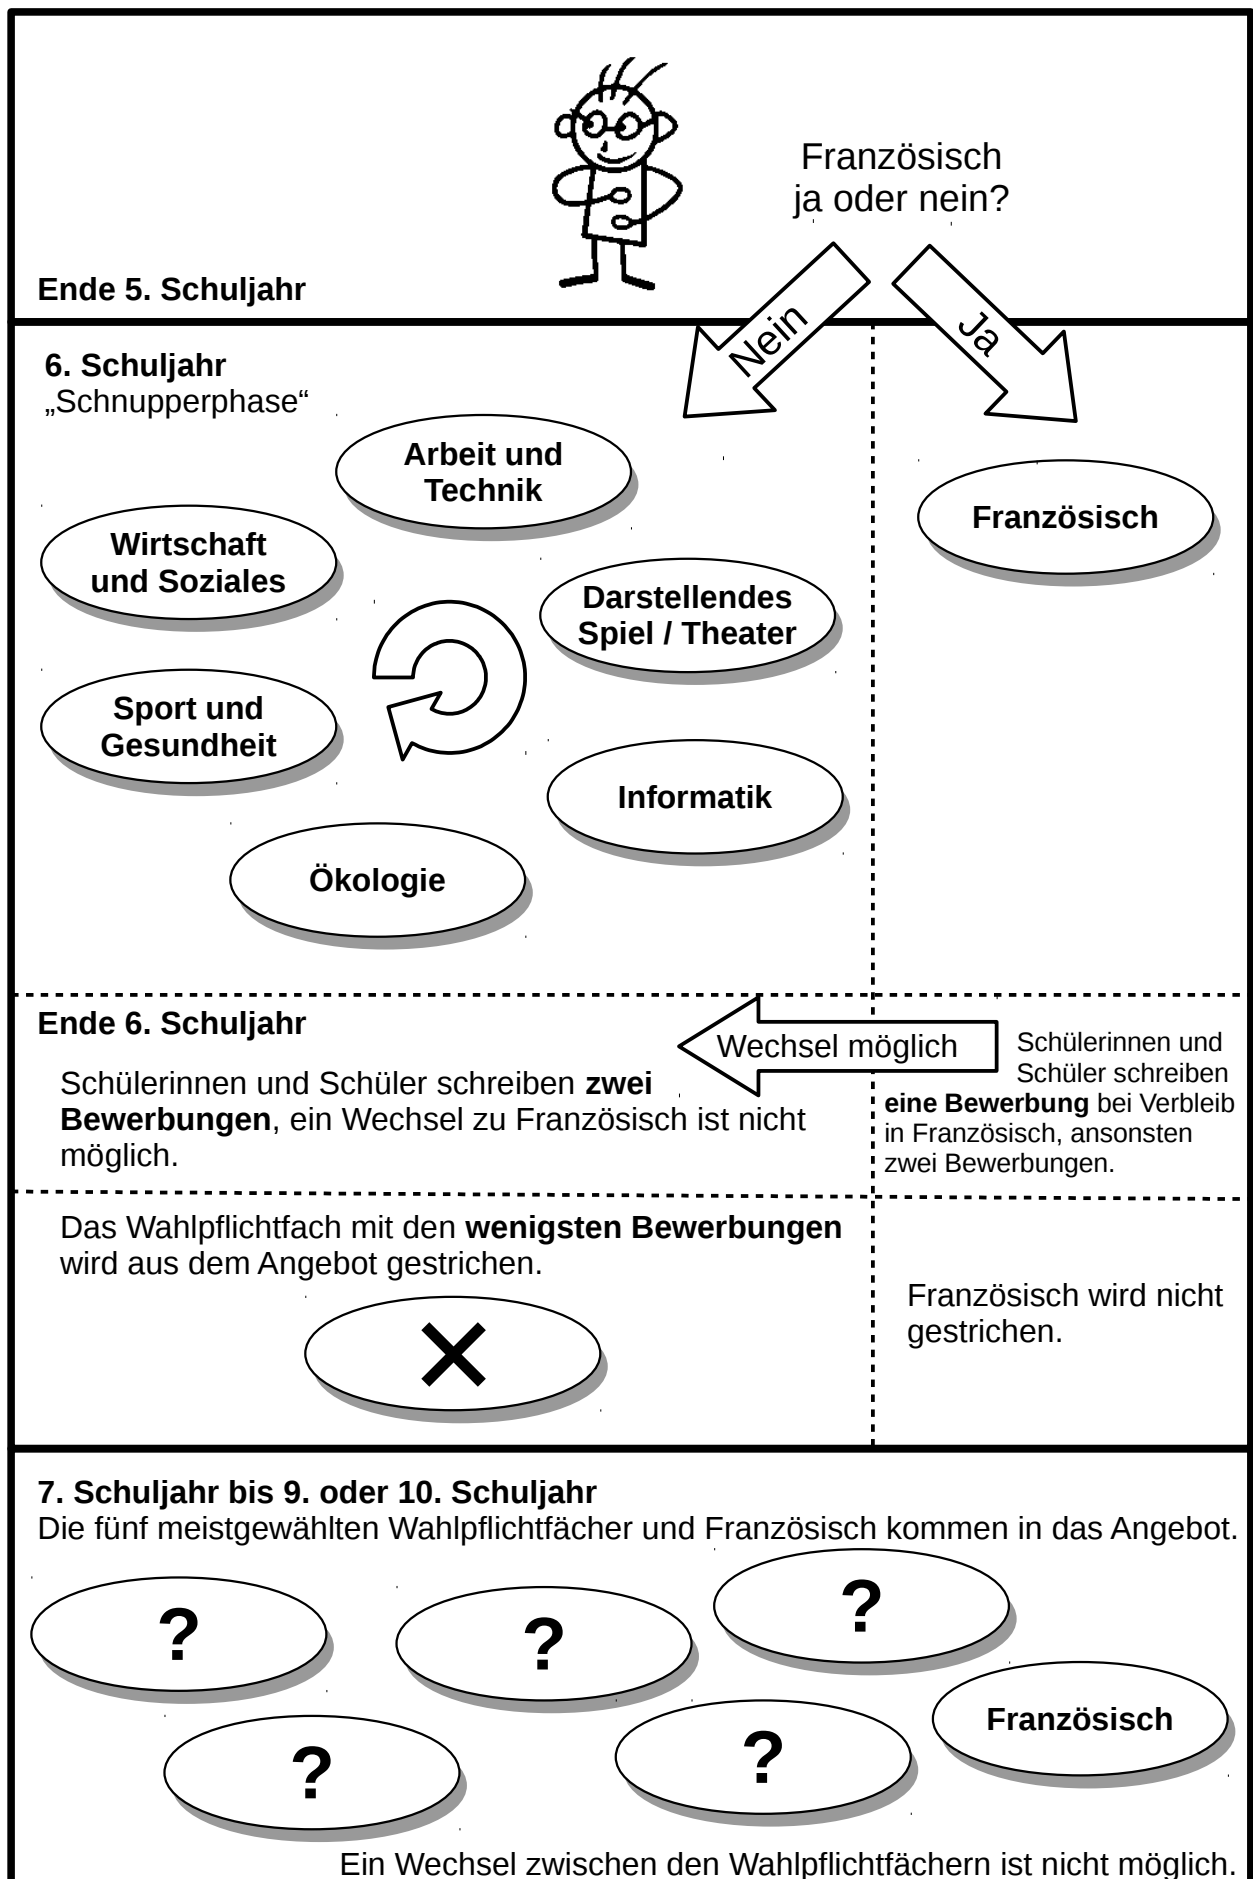 Französisch
ja oder nein?
Ende 5. Schuljahr
Nein
Ja
6. Schuljahr
„Schnupperphase“
Arbeit und
Technik
Wirtschaft
und Soziales
Französisch
Darstellendes
Spiel / Theater
Sport und
Gesundheit
Informatik
Ökologie
Ende 6. Schuljahr
Wechsel möglich
Schülerinnen und Schüler schreiben zwei
Bewerbungen, ein Wechsel zu Französisch ist nicht
möglich.
Schülerinnen und
Schüler schreiben
eine Bewerbung bei Verbleib
in Französisch, ansonsten
zwei Bewerbungen.
Das Wahlpflichtfach mit den wenigsten Bewerbungen
wird aus dem Angebot gestrichen.
Französisch wird nicht
gestrichen.
7. Schuljahr bis 9. oder 10. Schuljahr
Die fünf meistgewählten Wahlpflichtfächer und Französisch kommen in das Angebot.
?
?
?
Französisch
?
?
Ein Wechsel zwischen den Wahlpflichtfächern ist nicht möglich.